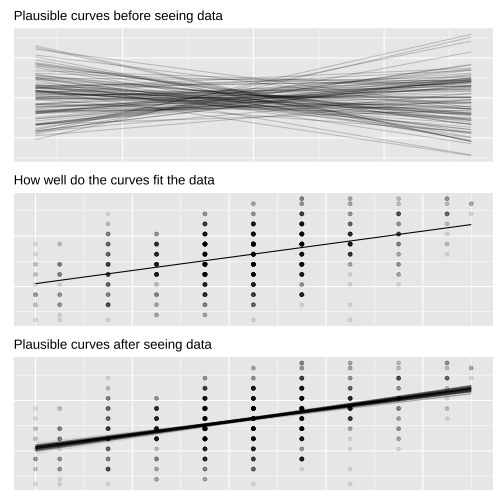 Plausible curves before seeing data
How well do the curves fit the data
Plausible curves after seeing data